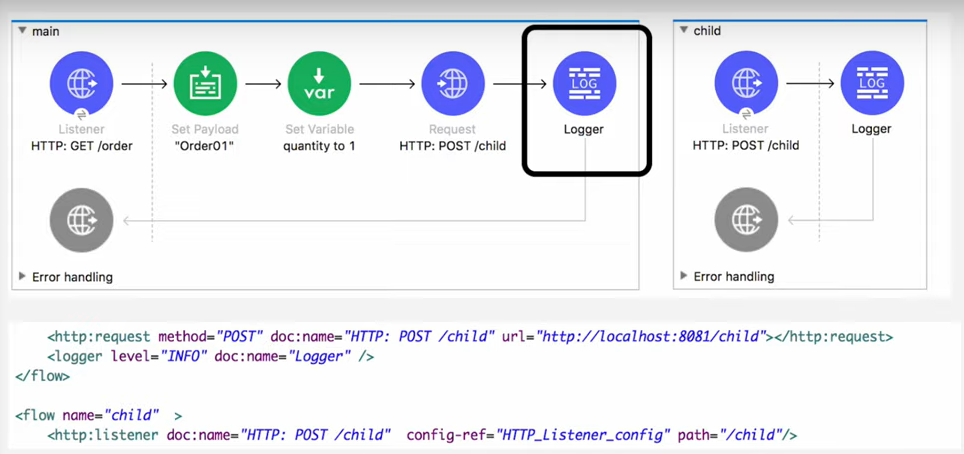 main
child
LOG
var
LOG
Listener
Set Payload
Set Variable
Request
Logger
HTTP: GET /order
"Order01"
quantity to 1
HTTP: POST /child
Listener
Logger
HTTP: POST /child
Error handling
Error handling
<http:request method="POST" doc:name="HTTP: POST /child" url="http://localhost:8081/child"></http:request>
<logger level="INFO" doc:name="Logger" />
</flow>
<flow name="child" >
<http:listener doc:name="HTTP: POST /child" config-ref="HTTP_Listener_config" path="/child"/>